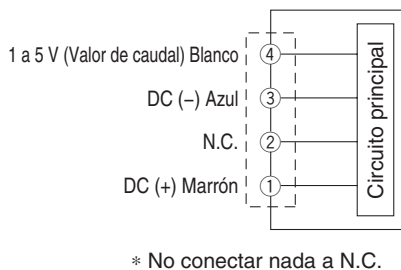 1 a 5 V (Valor de caudal) Blanco 4
DC (−) Azul 3
N.C. 2
DC (+) Marrón 1
Circuito principal
* No conectar nada a N.C.